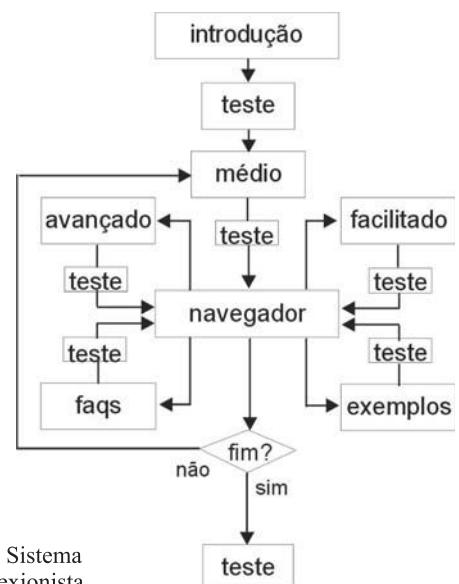 introdução
teste
médio
avançado
teste
facilitado
teste
teste
navegador
teste
teste
faqs
exemplos
fim?
não
sim
Sistema
teste